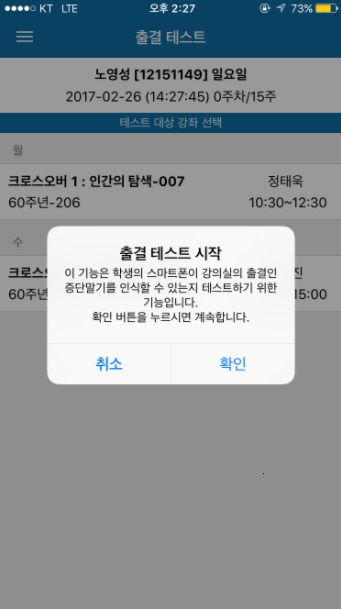 KT LTE 오후 2:27 73%
출결 테스트
노영성 [12151149] 일요일
2017-02-26 (14:27:45) 0주차/15주
테스트 대상 강좌 선택
월
크로스오버 1 : 인간의 탐색-007 정태욱
60주년-206 10:30~12:30
수
크로스 진
60주년 15:00
출결 테스트 시작
이 기능은 학생의 스마트폰이 강의실의 출결인
증단말기를 인식할 수 있는지 테스트하기 위한
기능입니다.
확인 버튼을 누르시면 계속합니다.
취소 확인